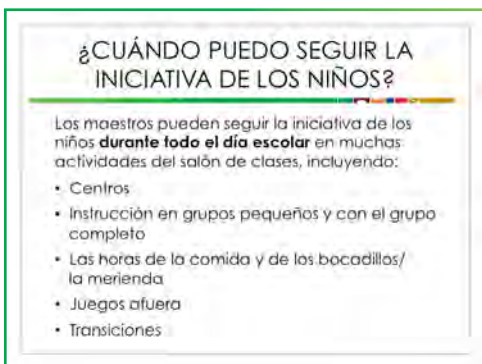 ¿CUÁNDO PUEDO SEGUIR LA
INICIATIVA DE LOS NIÑOS?
Los maestros pueden seguir la iniciativa de los
niños durante todo el día escolar en muchas
actividades del salón de clases, incluyendo:
• Centros
• Instrucción en grupos pequeños y con el grupo
completo
• Las horas de la comida y de los bocadillos/
la merienda
• Juegos afuera
• Transiciones